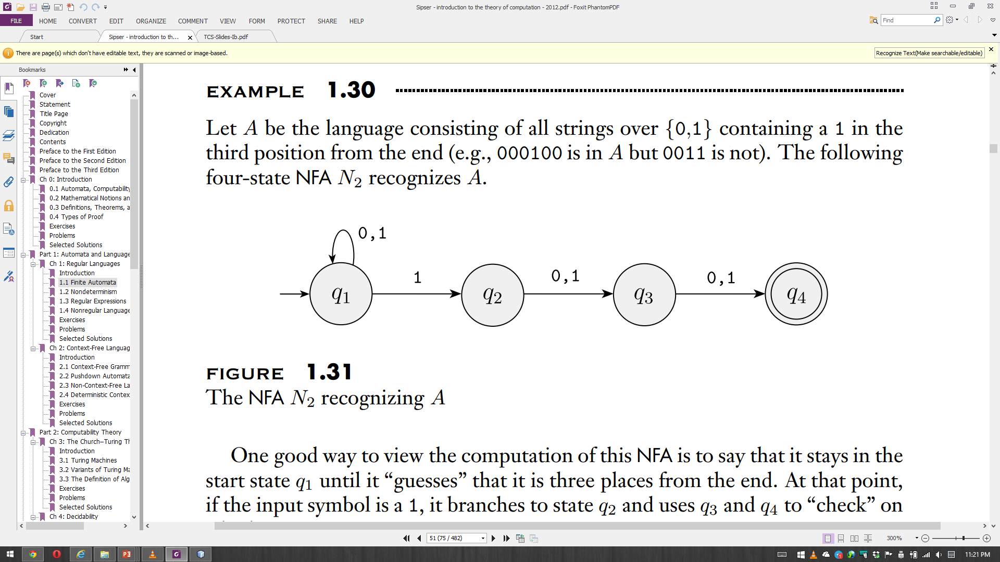 Sipser - introduction to the theory of computation - 2012.pdf - Foxit PhantomPDF
FILE HOME CONVERT EDIT ORGANIZE COMMENT VIEW FORM PROTECT SHARE HELP
Find
Start
Sipser - introduction to th...
TCS-Slides-Ib.pdf
There are page(s) which don't have editable text, they are scanned or image-based.
Recognize Text(Make searchable/editable)
Bookmarks
Cover
Statement
Title Page
Copyright
Dedication
Contents
Preface to the First Edition
Preface to the Second Edition
Preface to the Third Edition
Ch 0: Introduction
0.1 Automata, Computability
0.2 Mathematical Notions an
0.3 Definitions, Theorems, a
0.4 Types of Proof
Exercises
Problems
Selected Solutions
Part 1: Automata and Language
Ch 1: Regular Languages
Introduction
1.1 Finite Automata
1.2 Nondeterminism
1.3 Regular Expressions
1.4 Nonregular Language
Exercises
Problems
Selected Solutions
Ch 2: Context-Free Languag
Introduction
2.1 Context-Free Gramm
2.2 Pushdown Automata
2.3 Non-Context-Free La
2.4 Deterministic Contex
Exercises
Problems
Selected Solutions
Part 2: Computability Theory
Ch 3: The Church–Turing Th
Introduction
3.1 Turing Machines
3.2 Variants of Turing Ma
3.3 The Definition of Alg
Exercises
Problems
Selected Solutions
Ch 4: Decidability
EXAMPLE 1.30
Let A be the language consisting of all strings over {0,1} containing a 1 in the
third position from the end (e.g., 000100 is in A but 0011 is not). The following
four-state NFA N2 recognizes A.
0,1
1
0,1
0,1
q1
q2
q3
q4
FIGURE 1.31
The NFA N2 recognizing A
One good way to view the computation of this NFA is to say that it stays in the
start state q1 until it “guesses” that it is three places from the end. At that point,
if the input symbol is a 1, it branches to state q2 and uses q3 and q4 to “check” on
51 (75 / 482)
300%
11:21 PM